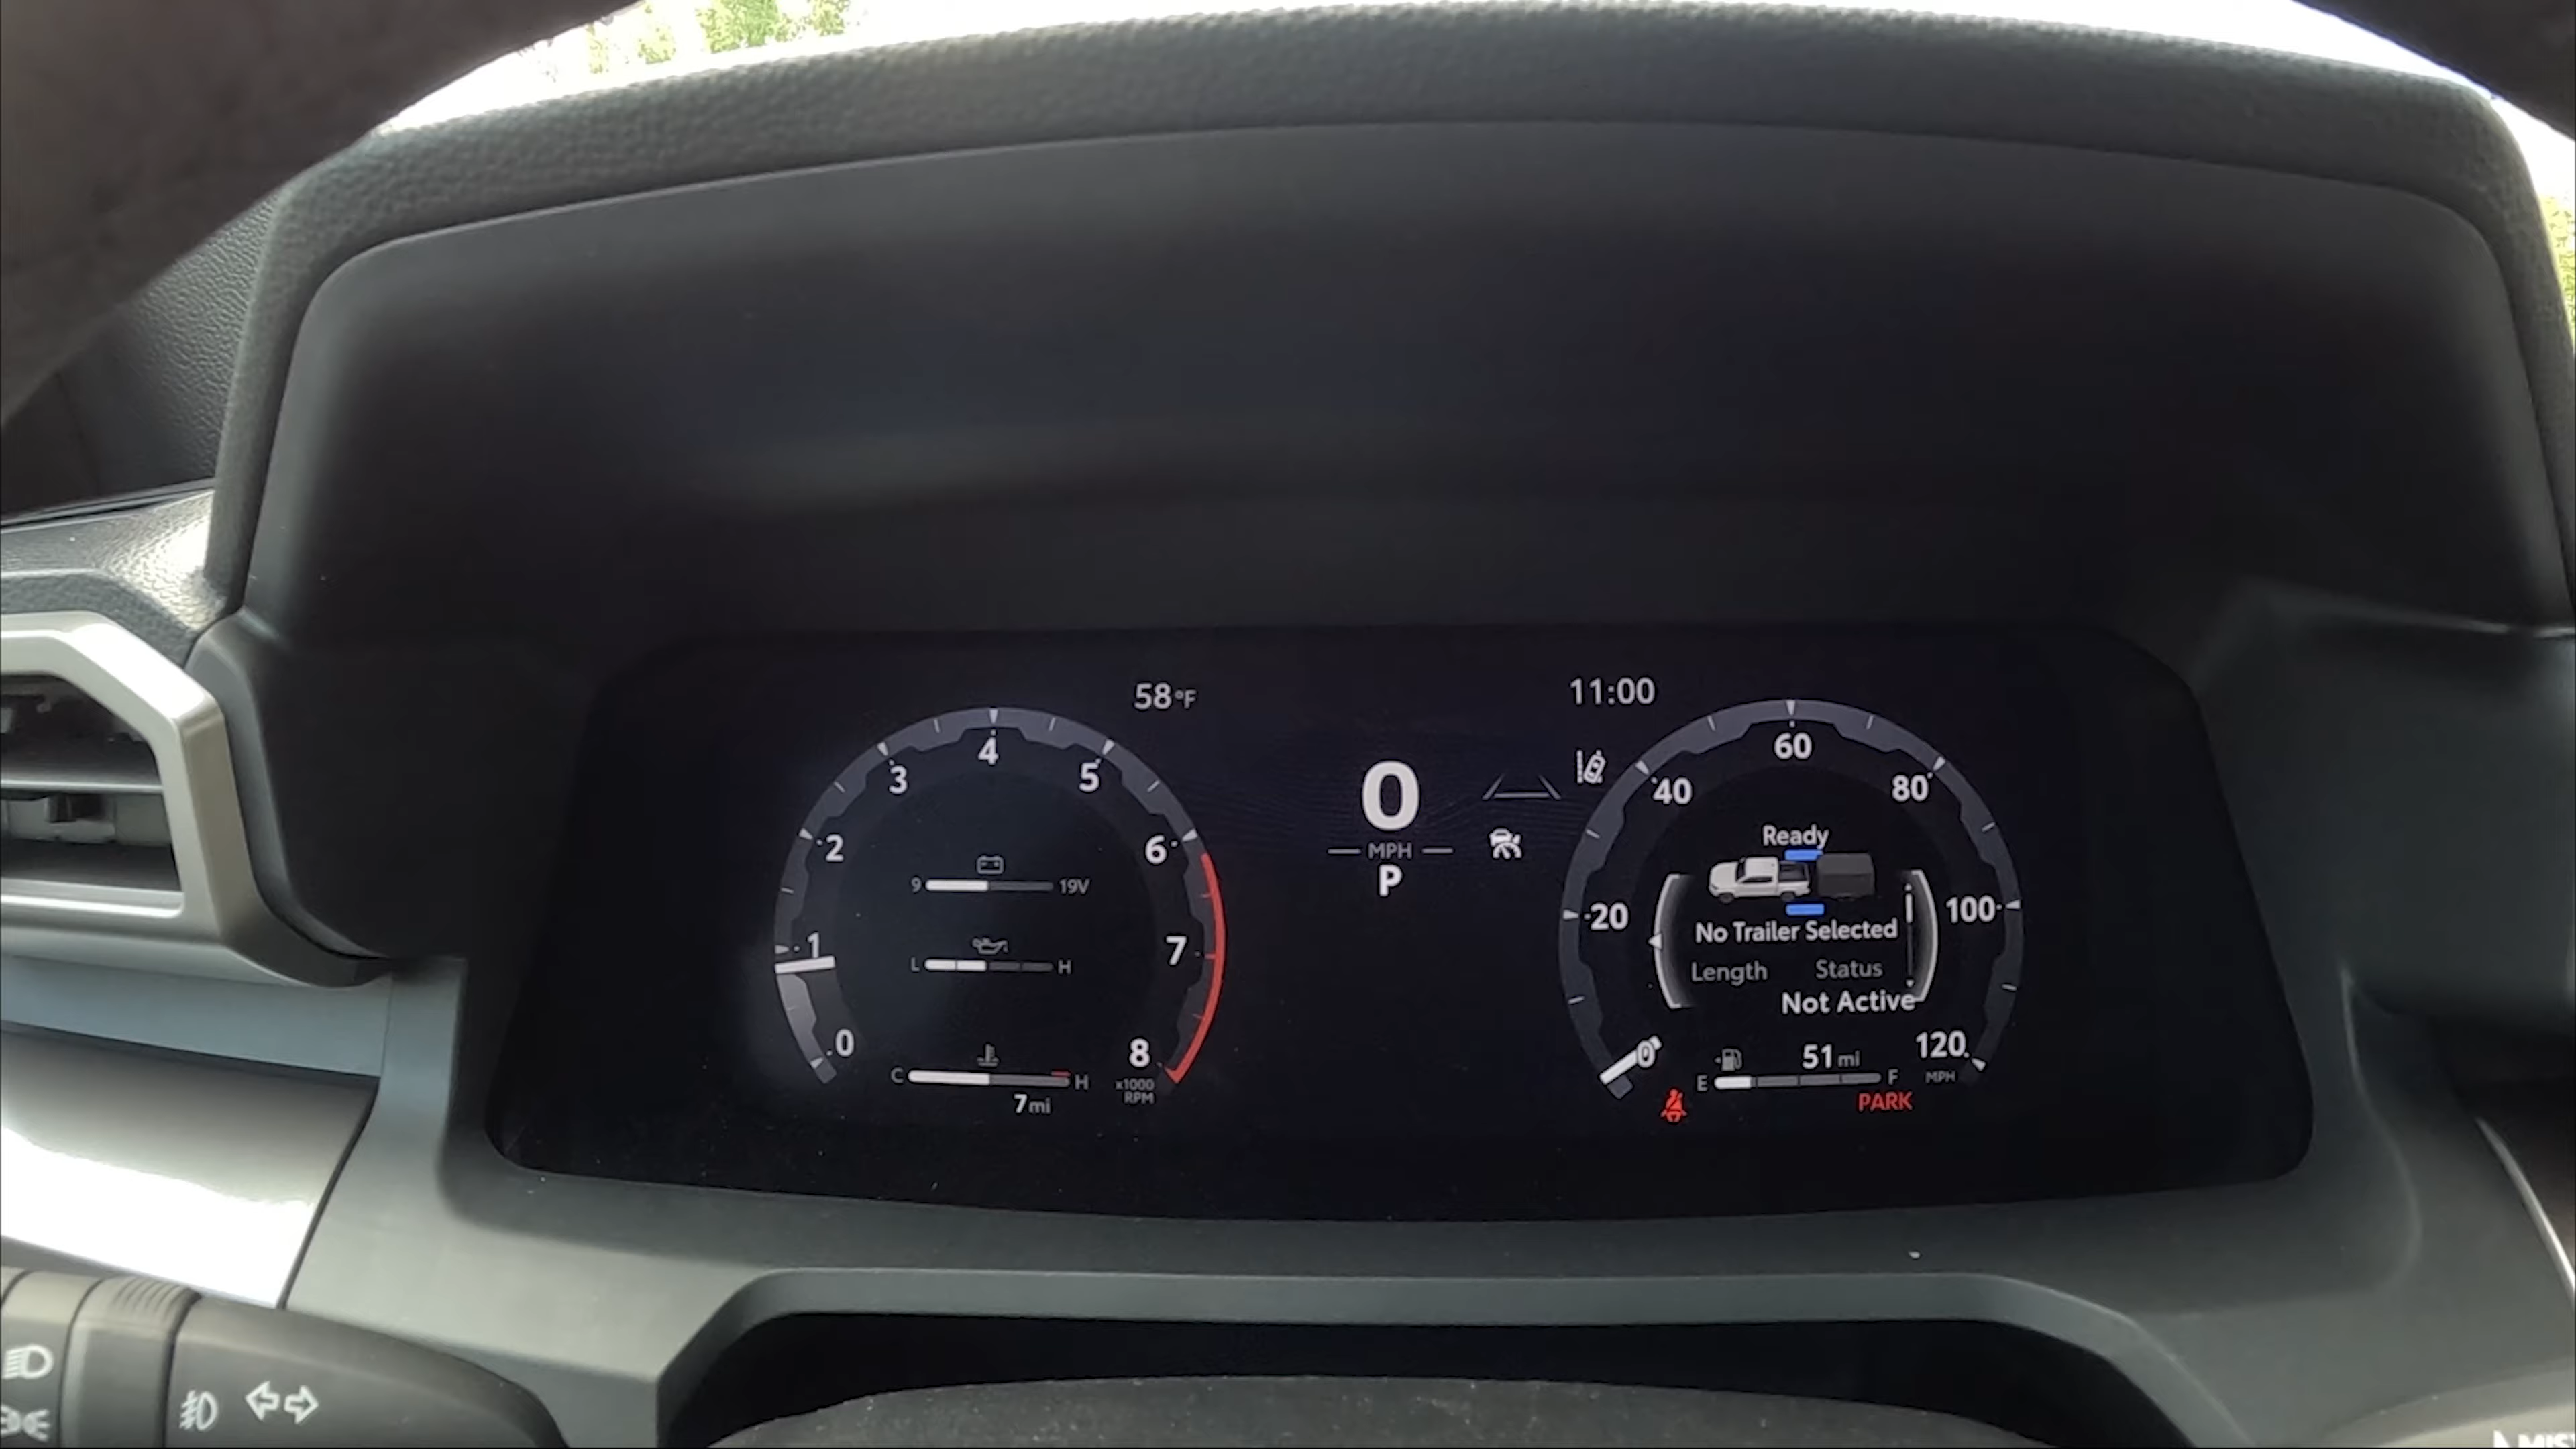 58°F
11:00
0
MPH
P
0
1
2
3
4
5
6
7
8
x1000
RPM
9 19V
L H
C H
7 mi
0
20
40
60
80
100
120
MPH
Ready
No Trailer Selected
Length Status
Not Active
51 mi
E F
PARK